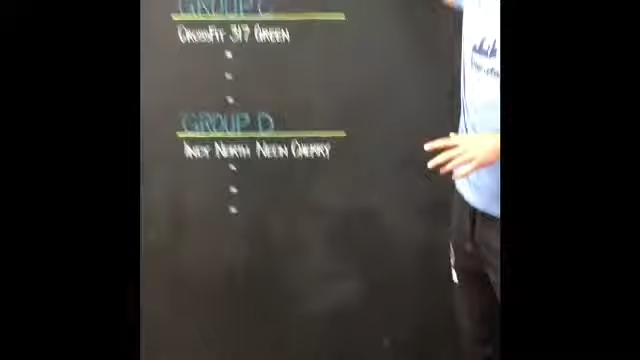 GROUP C
CROSSFIT 317 GREEN
GROUP D
INDY NORTH NEON CHERRY